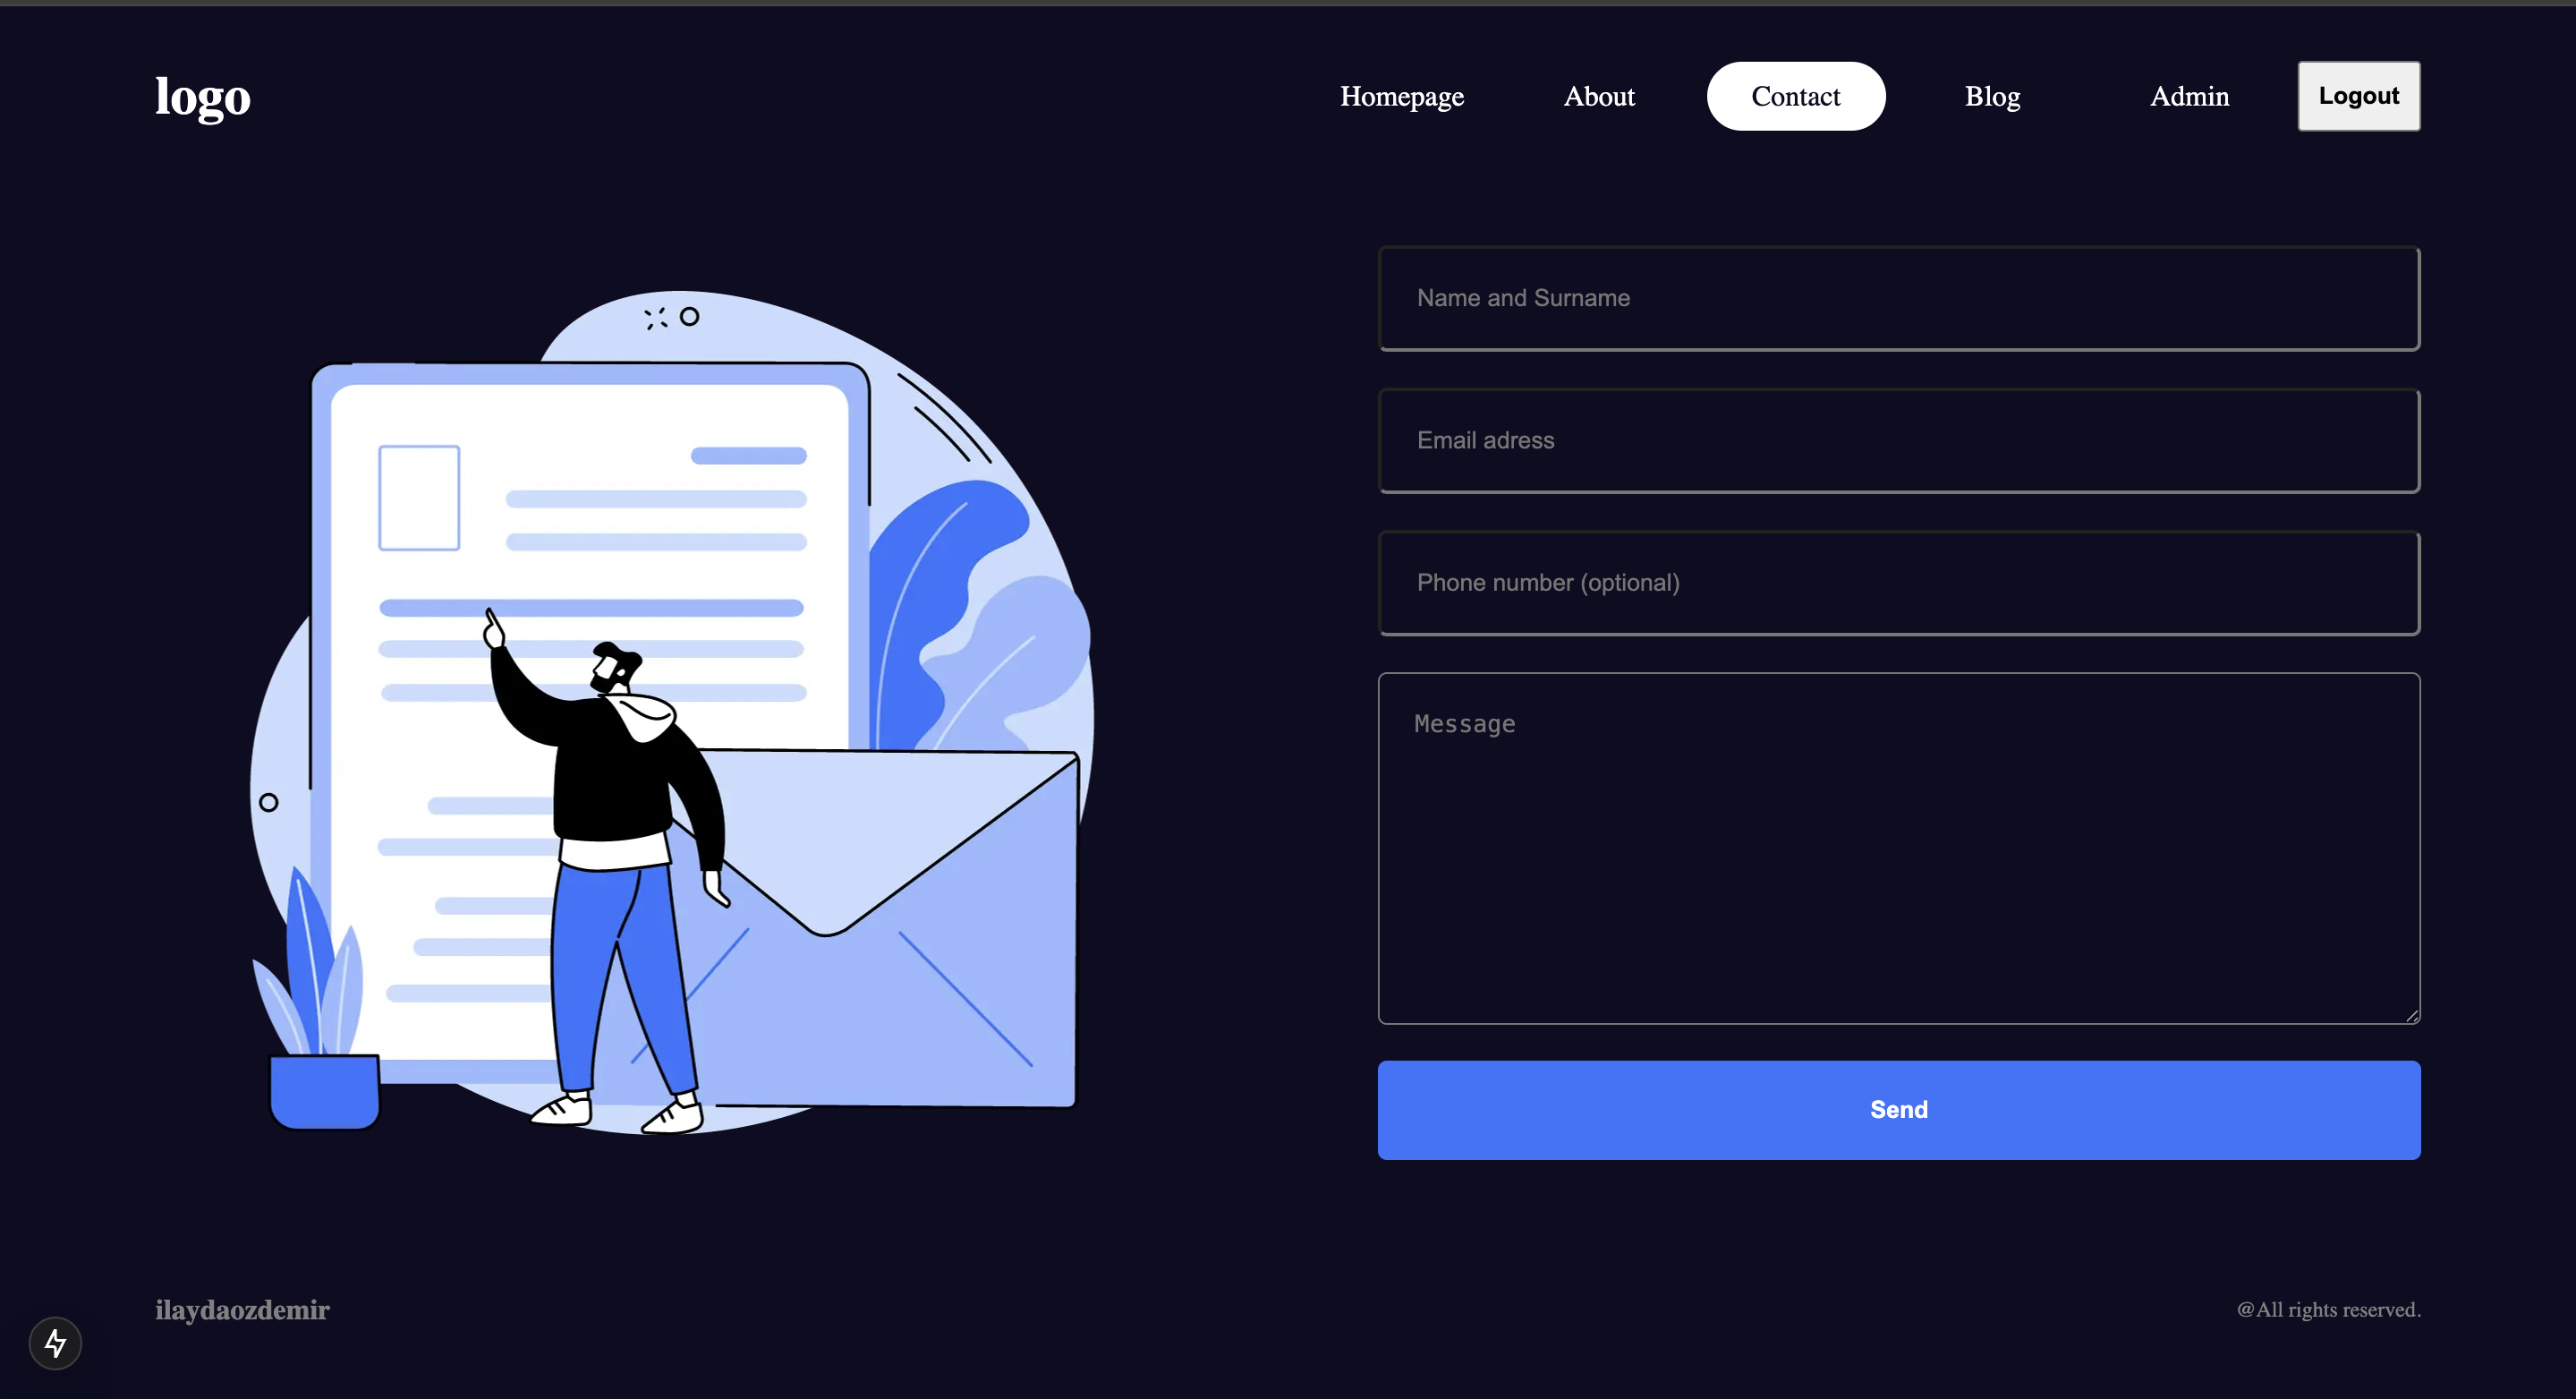 logo
Homepage
About
Contact
Blog
Admin
Logout
Name and Surname
Email adress
Phone number (optional)
Message
Send
ilaydaozdemir
@All rights reserved.